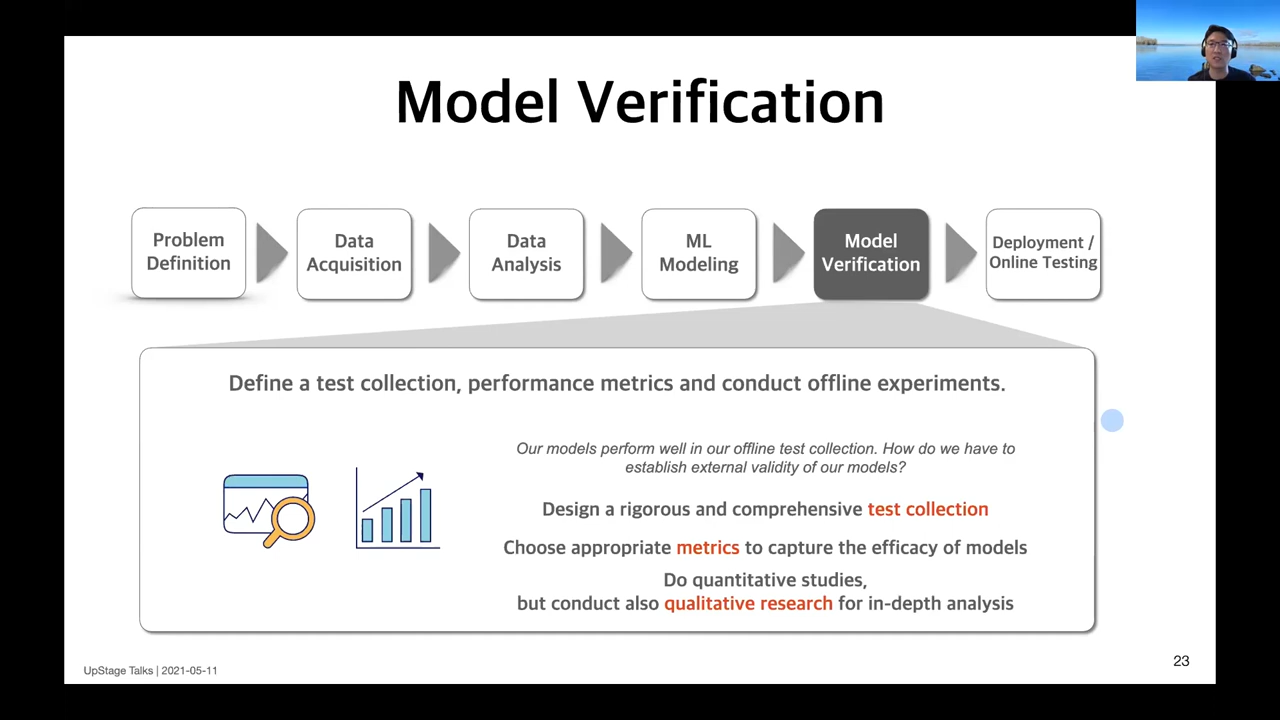 Model Verification
Problem
Definition
Data
Acquisition
Data
Analysis
ML
Modeling
Model
Verification
Deployment /
Online Testing
Define a test collection, performance metrics and conduct offline experiments.
Our models perform well in our offline test collection. How do we have to
establish external validity of our models?
Design a rigorous and comprehensive test collection
Choose appropriate metrics to capture the efficacy of models
Do quantitative studies,
but conduct also qualitative research for in-depth analysis
UpStage Talks | 2021-05-11
23